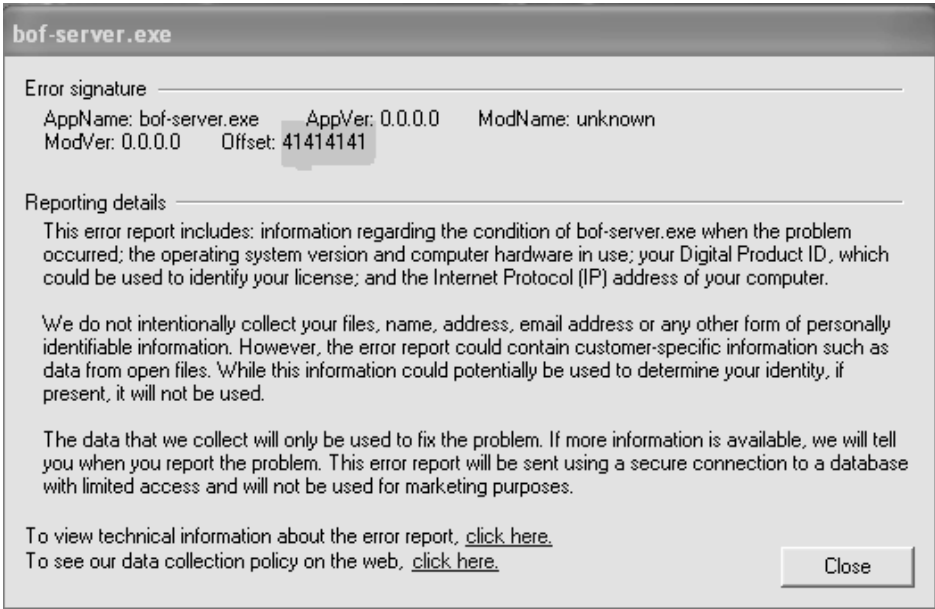 bof-server.exe
Error signature
AppName: bof-server.exe AppVer: 0.0.0.0 ModName: unknown
ModVer: 0.0.0.0 Offset: 41414141
Reporting details
This error report includes: information regarding the condition of bof-server.exe when the problem
occurred; the operating system version and computer hardware in use; your Digital Product ID, which
could be used to identify your license; and the Internet Protocol (IP) address of your computer.
We do not intentionally collect your files, name, address, email address or any other form of personally
identifiable information. However, the error report could contain customer-specific information such as
data from open files. While this information could potentially be used to determine your identity, if
present, it will not be used.
The data that we collect will only be used to fix the problem. If more information is available, we will tell
you when you report the problem. This error report will be sent using a secure connection to a database
with limited access and will not be used for marketing purposes.
To view technical information about the error report, click here.
To see our data collection policy on the web, click here.
Close